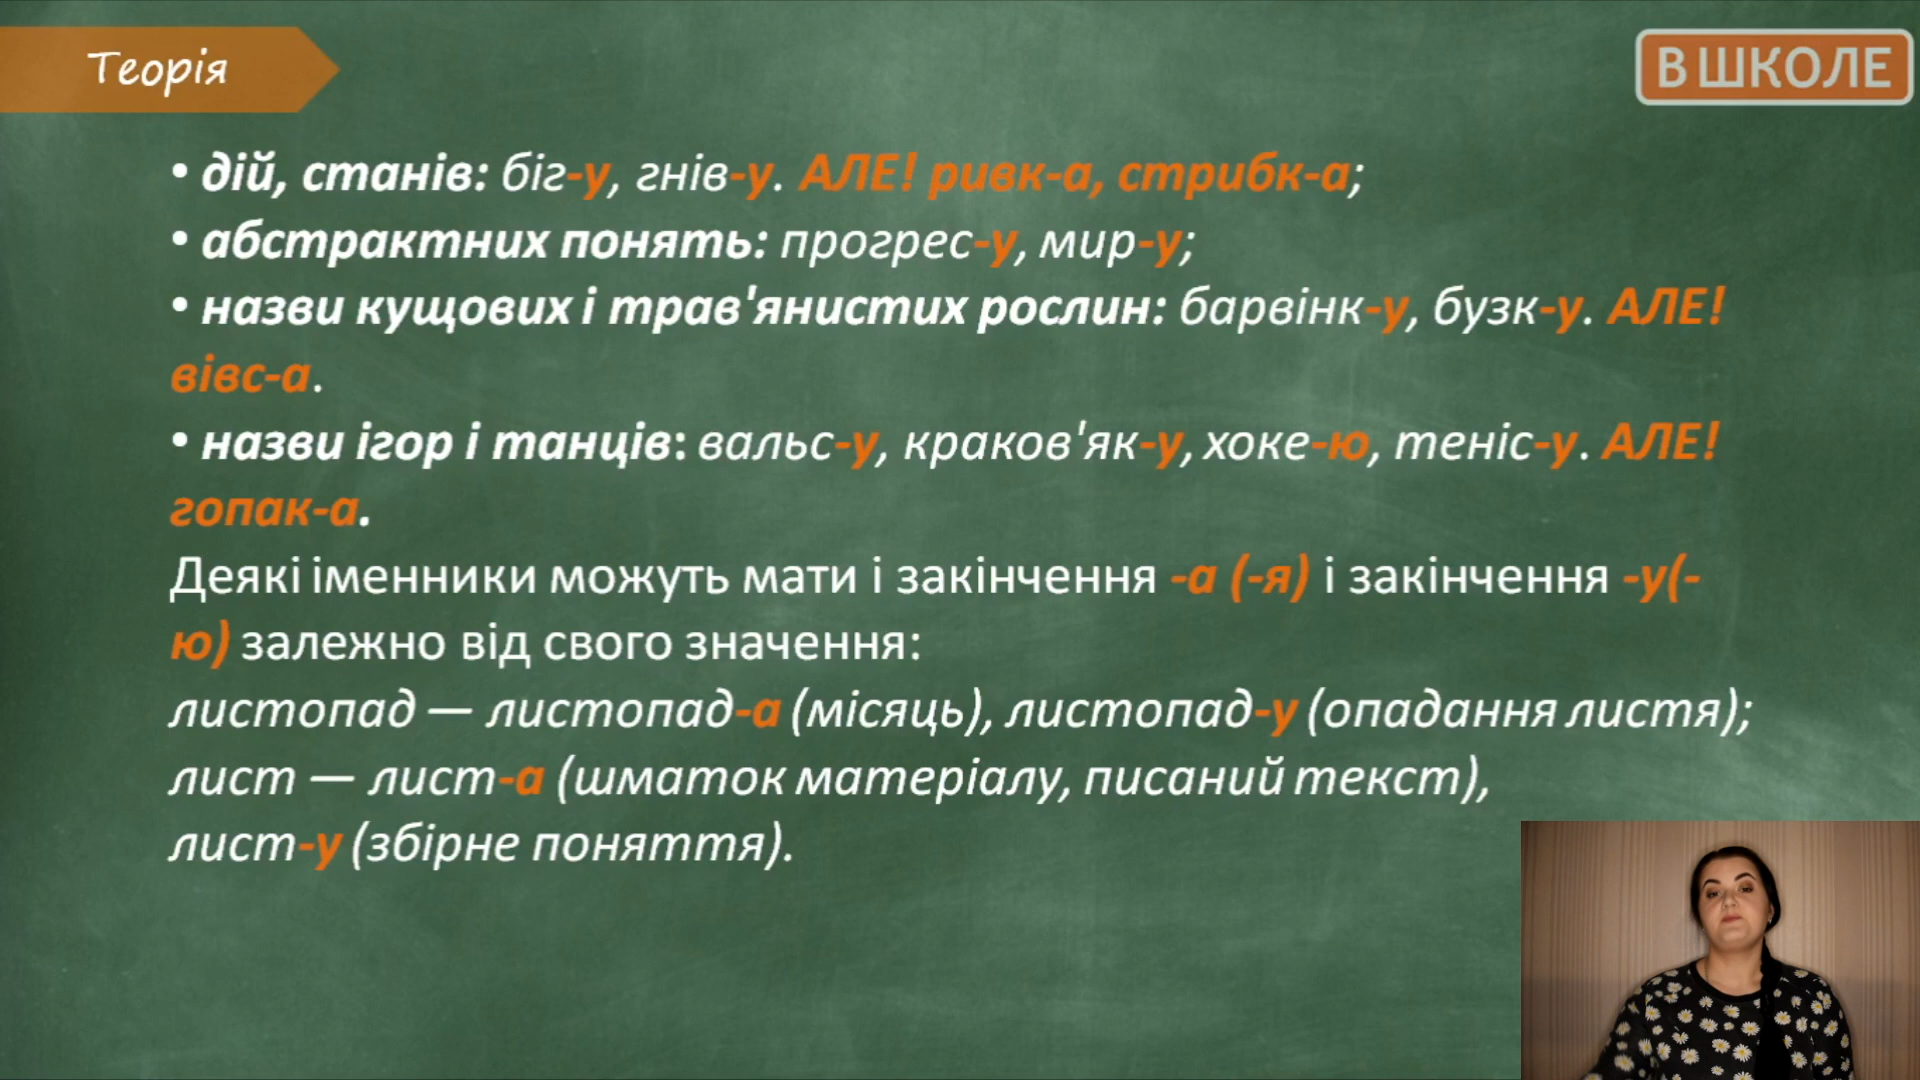 Теорія
В ШКОЛЕ
• дій, станів: біг-у, гнів-у. АЛЕ! ривк-а, стрибк-а;
• абстрактних понять: прогрес-у, мир-у;
• назви кущових і трав'янистих рослин: барвінк-у, бузк-у. АЛЕ!
вівс-а.
• назви ігор і танців: вальс-у, краков'як-у, хоке-ю, теніс-у. АЛЕ!
гопак-а.
Деякі іменники можуть мати і закінчення -а (-я) і закінчення -у(-
ю) залежно від свого значення:
листопад — листопад-а (місяць), листопад-у (опадання листя);
лист — лист-а (шматок матеріалу, писаний текст),
лист-у (збірне поняття).